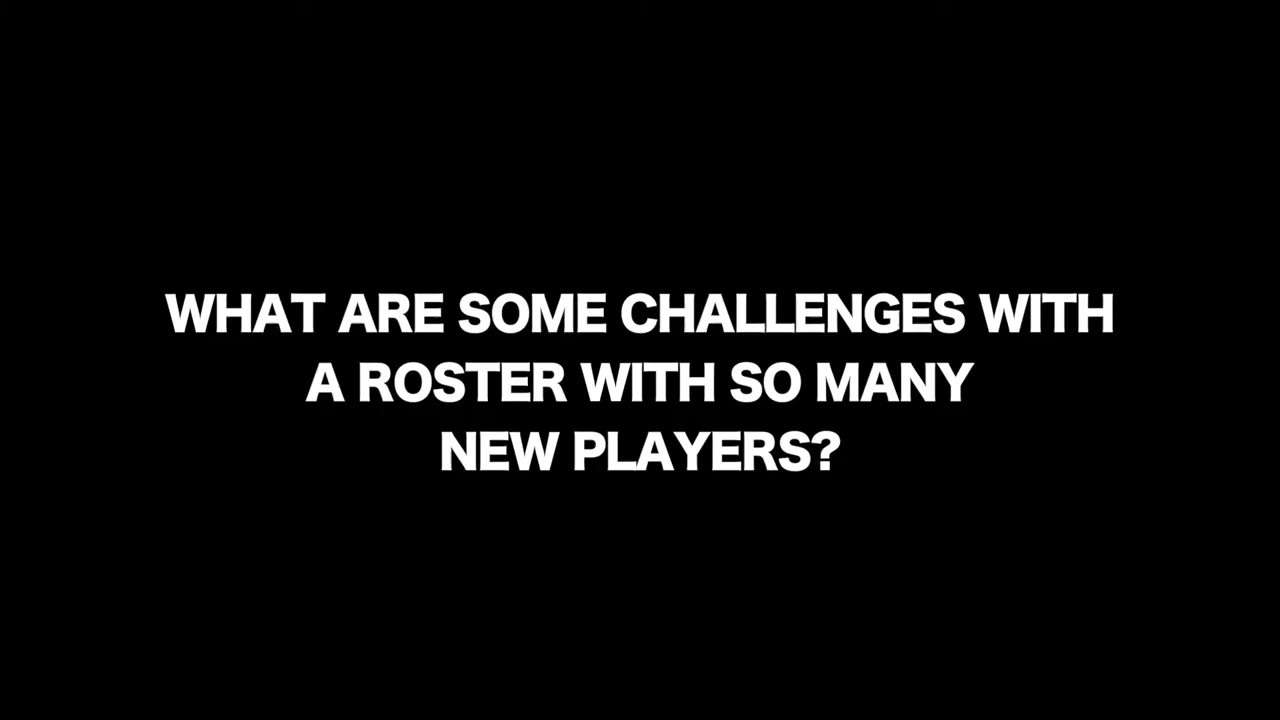 WHAT ARE SOME CHALLENGES WITH
A ROSTER WITH SO MANY
NEW PLAYERS?